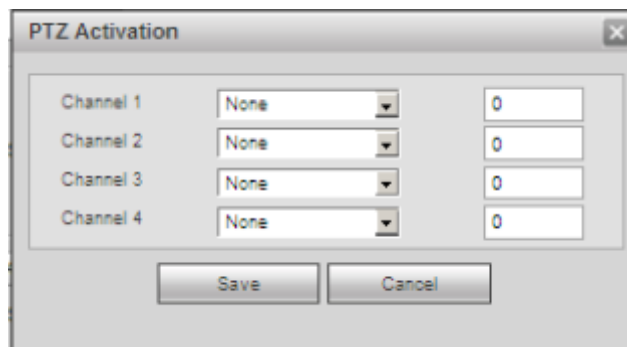 PTZ Activation
Channel 1 None 0
Channel 2 None 0
Channel 3 None 0
Channel 4 None 0
Save Cancel